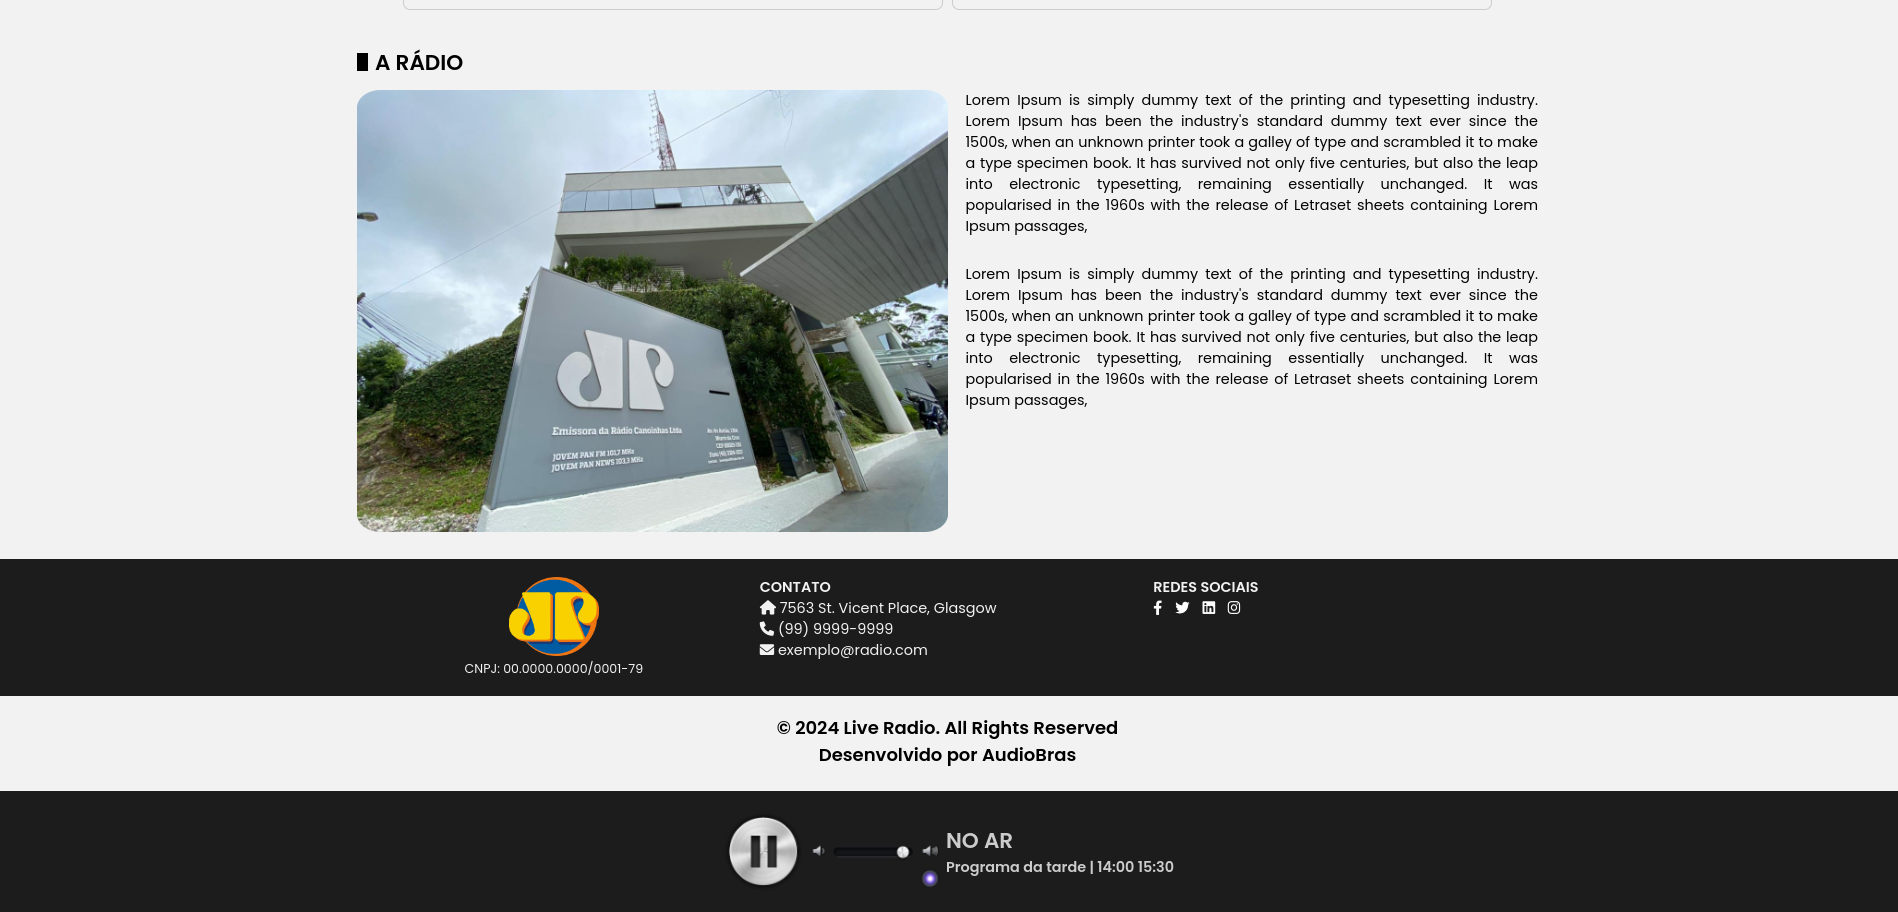 A RÁDIO
Lorem Ipsum is simply dummy text of the printing and typesetting industry.
Lorem Ipsum has been the industry's standard dummy text ever since the
1500s, when an unknown printer took a galley of type and scrambled it to make
a type specimen book. It has survived not only five centuries, but also the leap
into electronic typesetting, remaining essentially unchanged. It was
popularised in the 1960s with the release of Letraset sheets containing Lorem
Ipsum passages,
Lorem Ipsum is simply dummy text of the printing and typesetting industry.
Lorem Ipsum has been the industry's standard dummy text ever since the
1500s, when an unknown printer took a galley of type and scrambled it to make
a type specimen book. It has survived not only five centuries, but also the leap
into electronic typesetting, remaining essentially unchanged. It was
popularised in the 1960s with the release of Letraset sheets containing Lorem
Ipsum passages,
JP
Emissora da Rádio Canoinhas Ltda
JOVEM PAN FM 101,7 MHz
JOVEM PAN NEWS 103,3 MHz
JP
CNPJ: 00.0000.0000/0001-79
CONTATO
7563 St. Vicent Place, Glasgow
(99) 9999-9999
exemplo@radio.com
REDES SOCIAIS
© 2024 Live Radio. All Rights Reserved
Desenvolvido por AudioBras
NO AR
Programa da tarde | 14:00 15:30